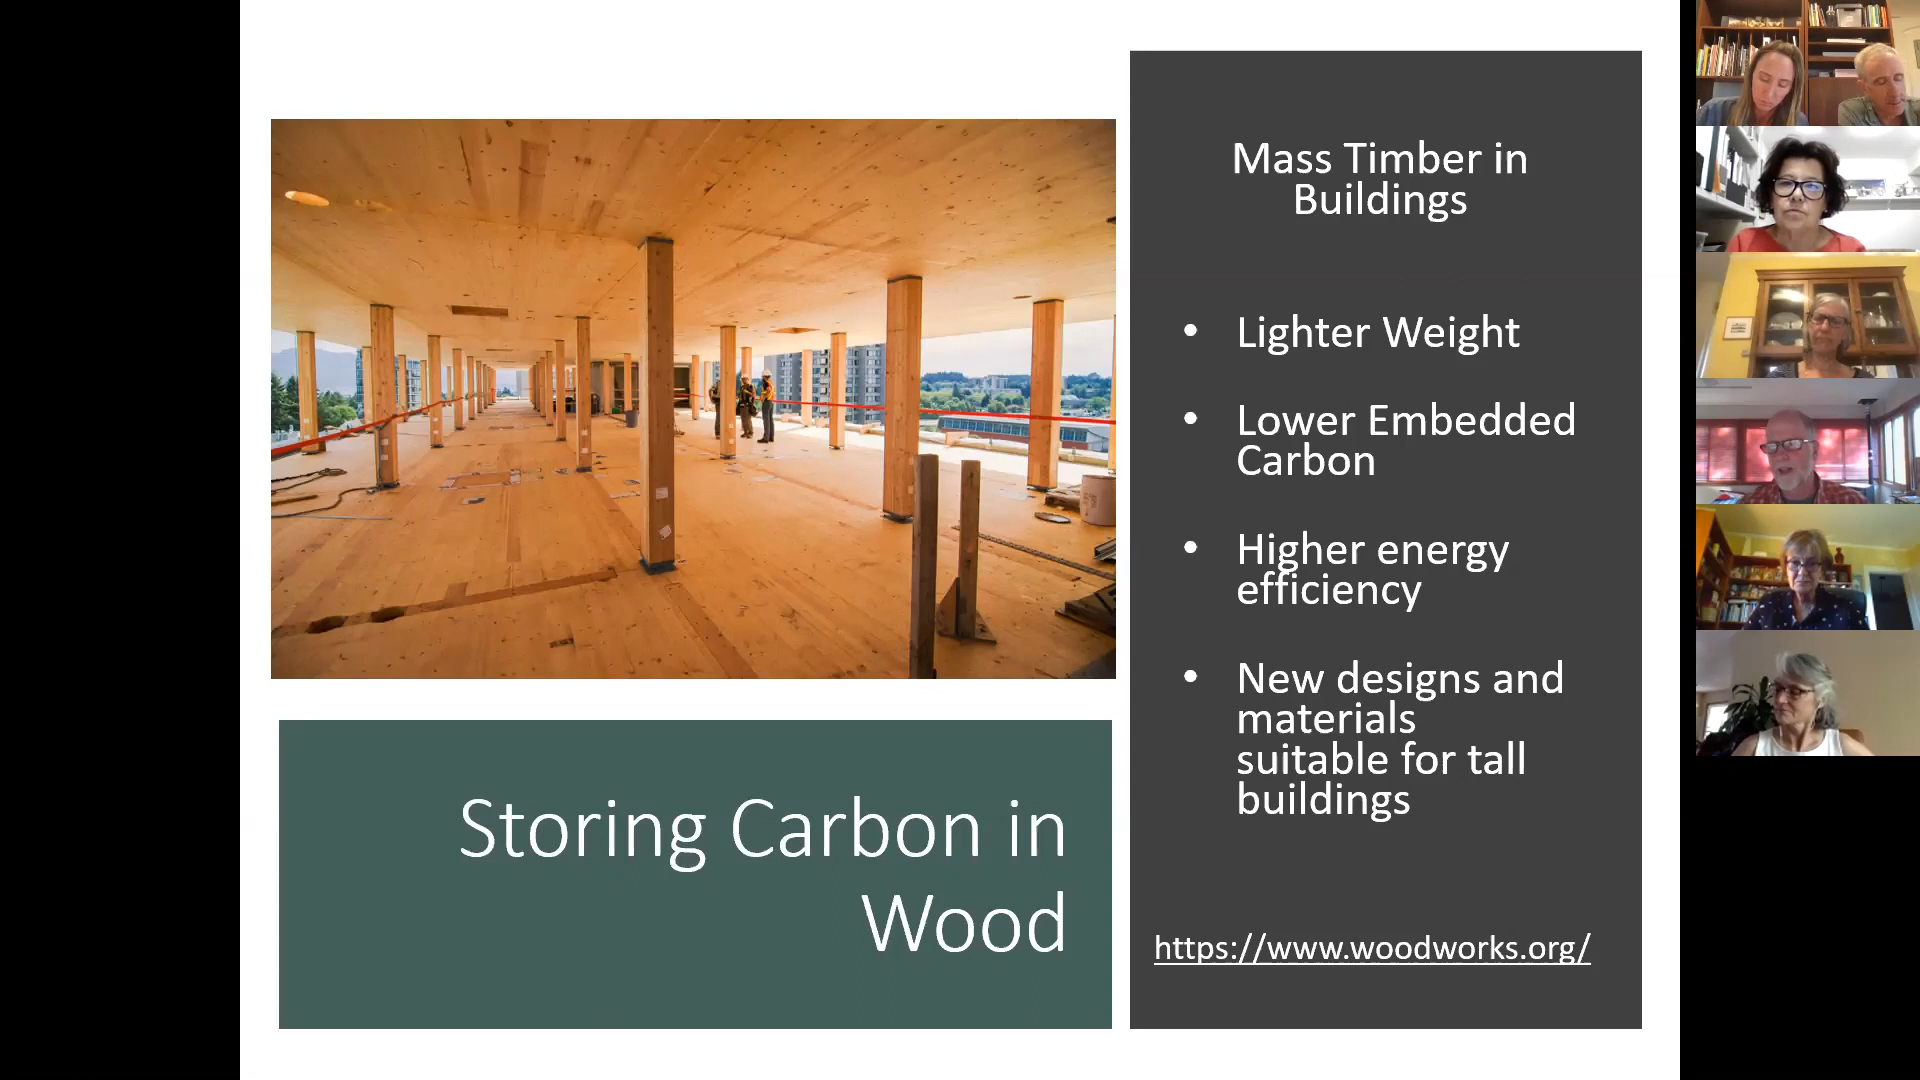 Mass Timber in
Buildings
• Lighter Weight
• Lower Embedded
Carbon
• Higher energy
efficiency
• New designs and
materials
suitable for tall
buildings
https://www.woodworks.org/
Storing Carbon in
Wood